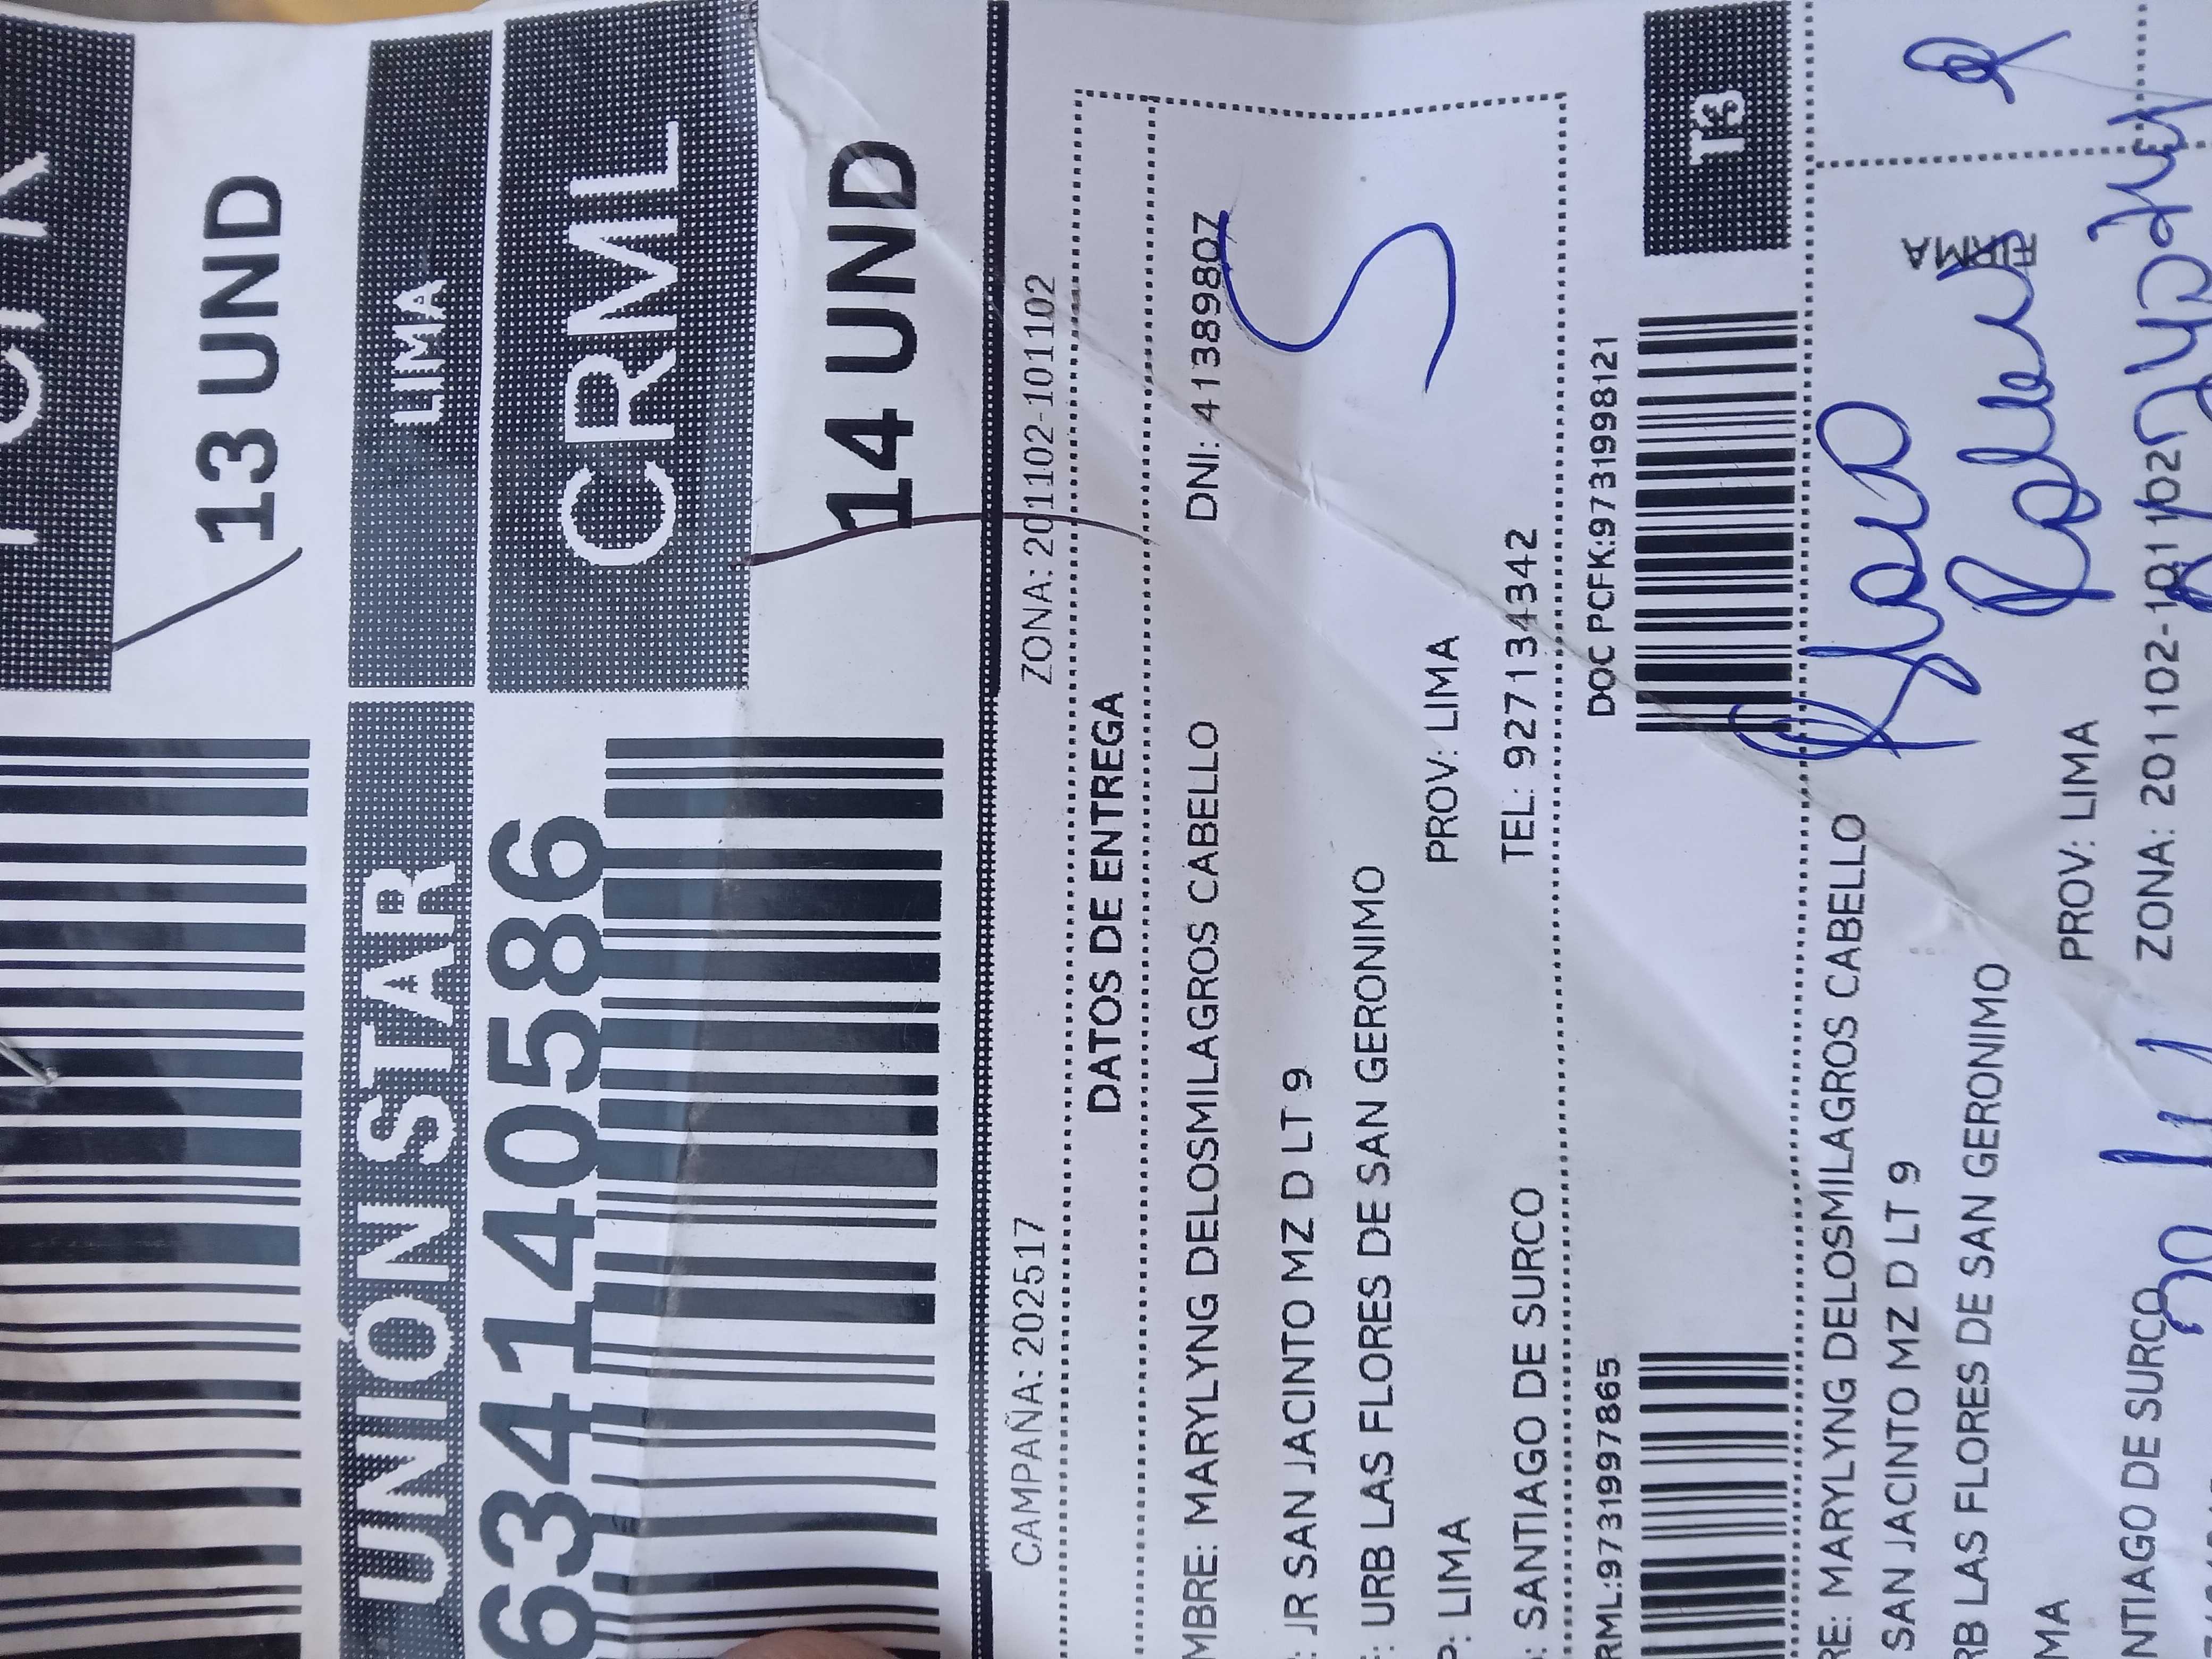 13 UND
UNIÓN STAR LIMA
634140586 CRML
14 UND
CAMPAÑA: 202517 ZONA: 201102-101102
DATOS DE ENTREGA
MBRE: MARYLYNG DELOSMILAGROS CABELLO DNI: 41389807
: JR SAN JACINTO MZ D LT 9
: URB LAS FLORES DE SAN GERONIMO
: LIMA PROV: LIMA
: SANTIAGO DE SURCO TEL: 927134342
RML:9731997865 DOC PCFK:9731998121
T3
RE: MARYLYNG DELOSMILAGROS CABELLO
SAN JACINTO MZ D LT 9
RB LAS FLORES DE SAN GERONIMO
MA PROV: LIMA
NTIAGO DE SURCO ZONA: 201102-101102